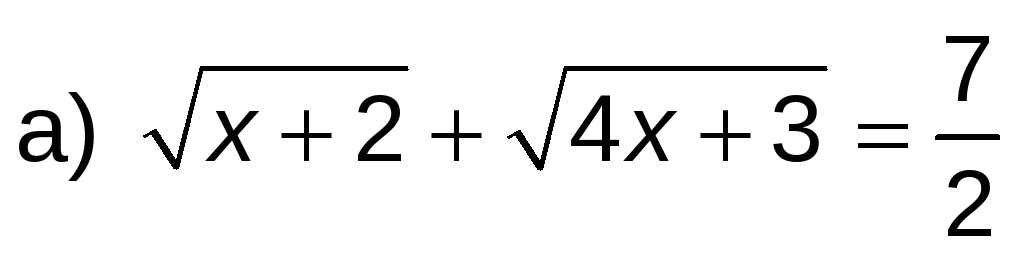 a) √(x + 2) + √(4x + 3) = 7/2